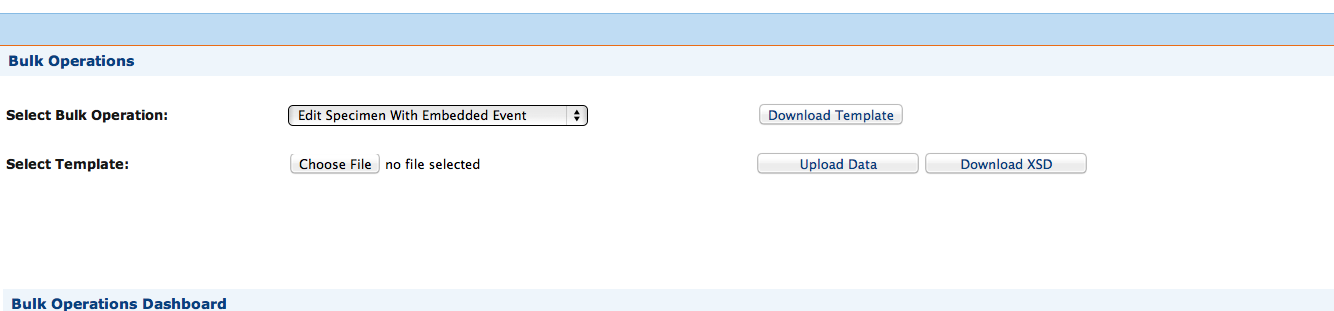 Bulk Operations
Select Bulk Operation: Edit Specimen With Embedded Event Download Template
Select Template: Choose File no file selected Upload Data Download XSD
Bulk Operations Dashboard